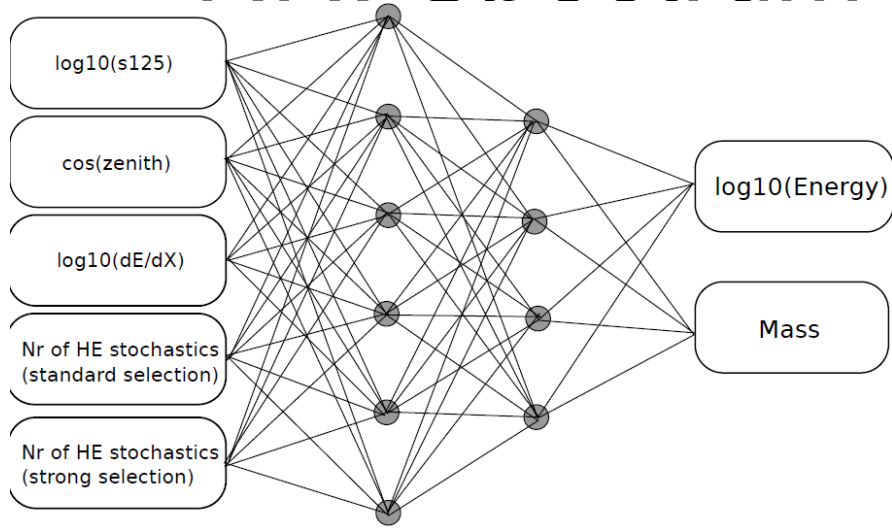 log10(s125)
cos(zenith)
log10(dE/dX)
Nr of HE stochastics
(standard selection)
Nr of HE stochastics
(strong selection)
log10(Energy)
Mass